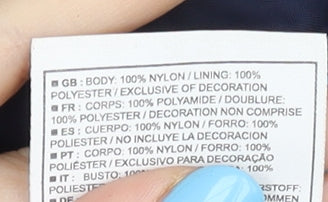 ■ GB : BODY: 100% NYLON / LINING: 100%
POLYESTER / EXCLUSIVE OF DECORATION
■ FR : CORPS: 100% POLYAMIDE / DOUBLURE:
100% POLYESTER / DECORATION NON COMPRISE
■ ES : CUERPO: 100% NYLON / FORRO: 100%
POLIÉSTER / NO INCLUYE LA DECORACION
■ PT : CORPO: 100% NYLON / FORRO: 100%
POLIÉSTER / EXCLUSIVO PARA DECORAÇÃO
■ IT : BUSTO: 100%